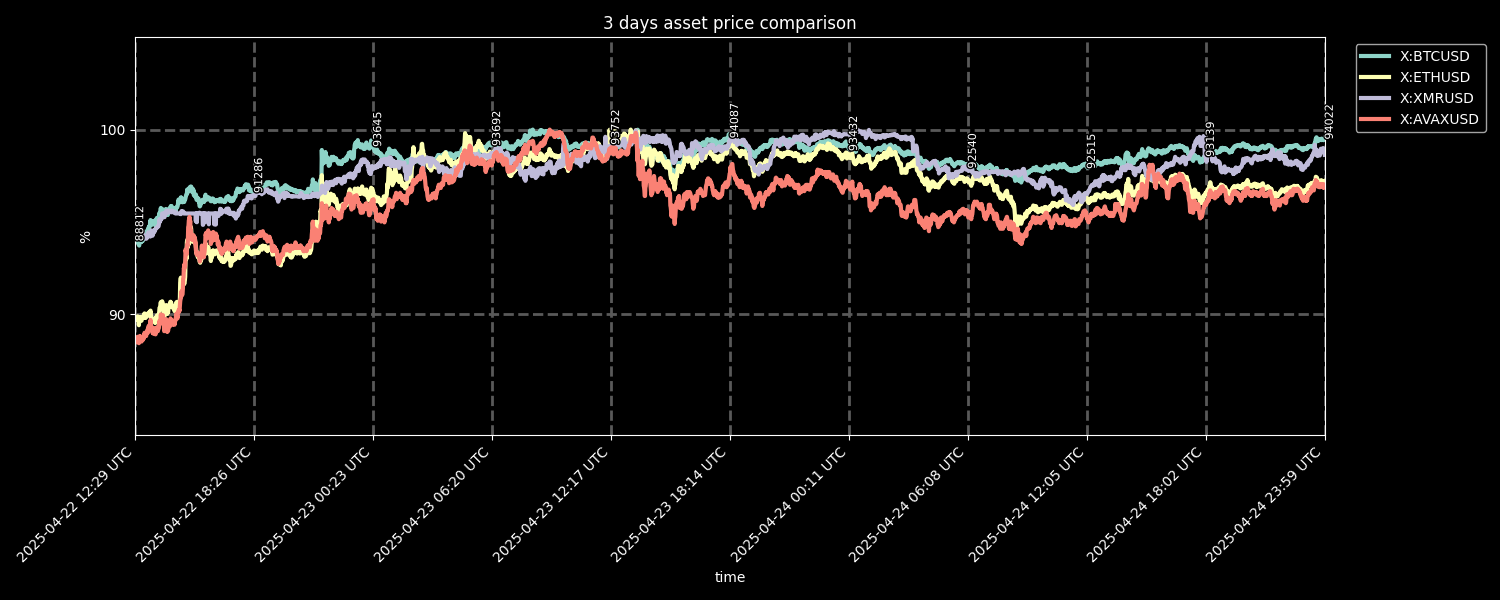 3 days asset price comparison
X:BTCUSD
X:ETHUSD
X:XMRUSD
X:AVAXUSD
100
90
%
88812
91286
93645
93692
93752
94087
93432
92540
92515
93139
94022
2025-04-22 12:29 UTC
2025-04-22 18:26 UTC
2025-04-23 00:23 UTC
2025-04-23 06:20 UTC
2025-04-23 12:17 UTC
2025-04-23 18:14 UTC
2025-04-24 00:11 UTC
2025-04-24 06:08 UTC
2025-04-24 12:05 UTC
2025-04-24 18:02 UTC
2025-04-24 23:59 UTC
time